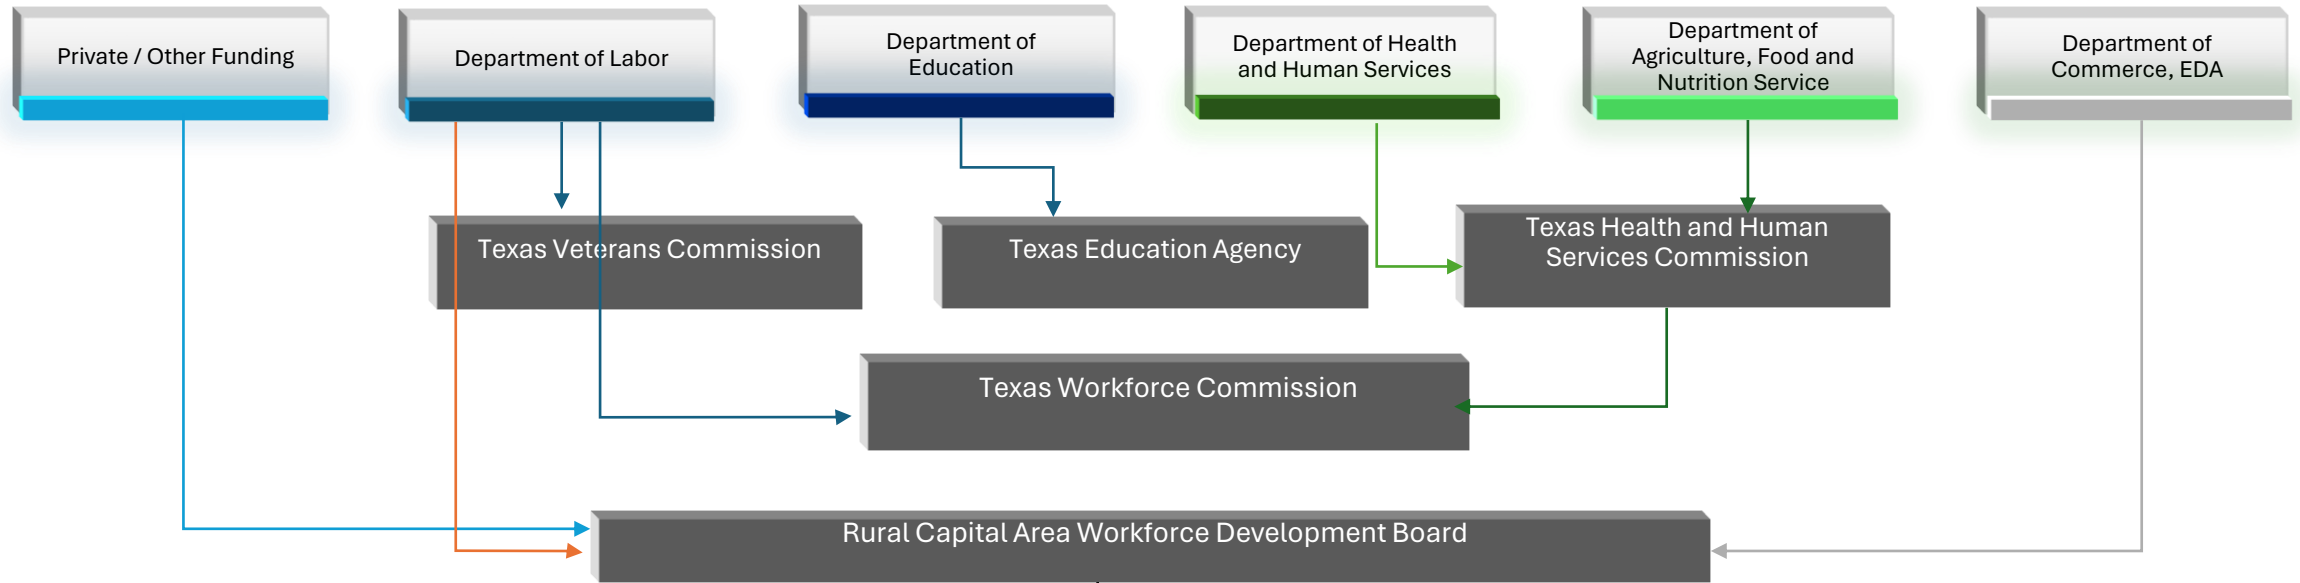 Private / Other Funding
Department of Labor
Department of
Education
Department of Health
and Human Services
Department of
Agriculture, Food and
Nutrition Service
Department of
Commerce, EDA
Texas Veterans Commission
Texas Education Agency
Texas Health and Human
Services Commission
Texas Workforce Commission
Rural Capital Area Workforce Development Board